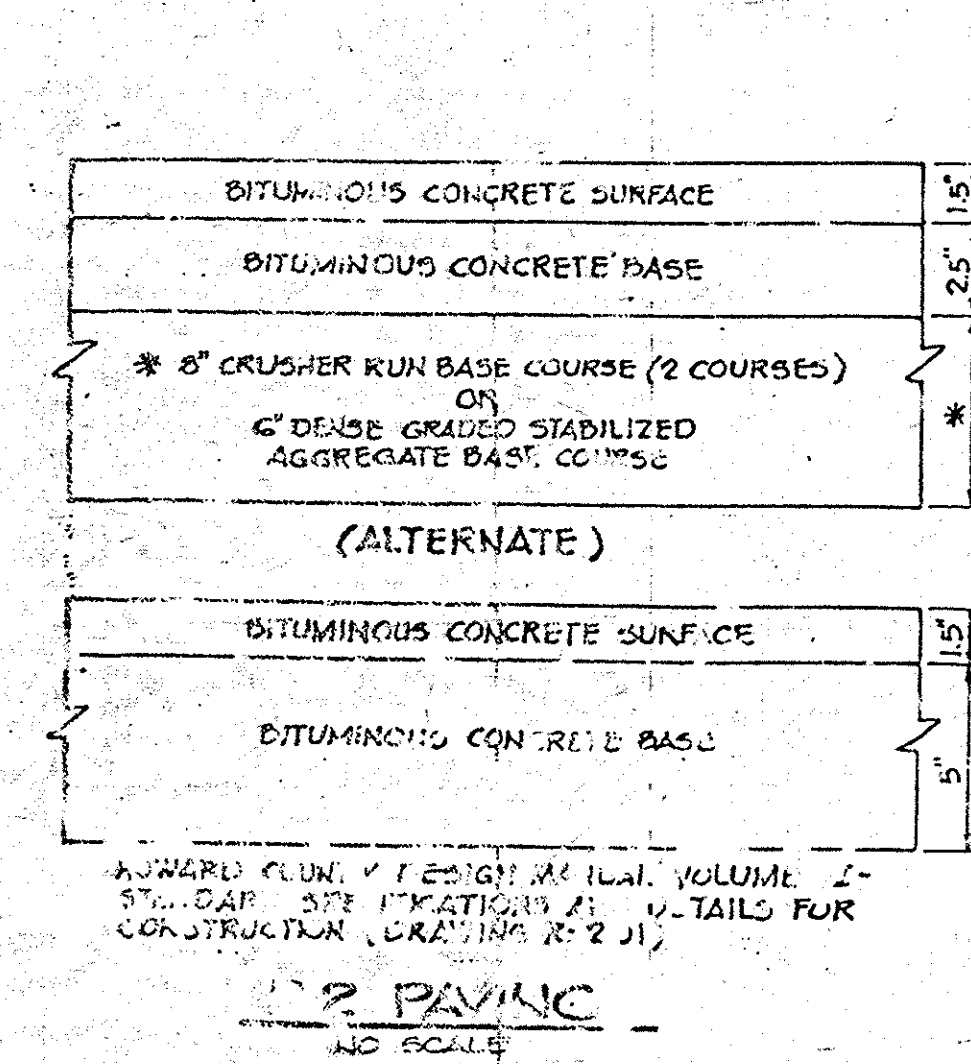 BITUMINOUS CONCRETE SURFACE
1.5"
BITUMINOUS CONCRETE BASE
2.5"
* 8" CRUSHER RUN BASE COURSE (2 COURSES)
OR
6" DENSE GRADED STABILIZED
AGGREGATE BASE COURSE
*
(ALTERNATE)
BITUMINOUS CONCRETE SURFACE
1.5"
BITUMINOUS CONCRETE BASE
5"
HOWARD COUNTY DESIGN MANUAL VOLUME
STANDARD SPECIFICATIONS AND DETAILS FOR
CONSTRUCTION (DRAWING
PAVING
NO SCALE